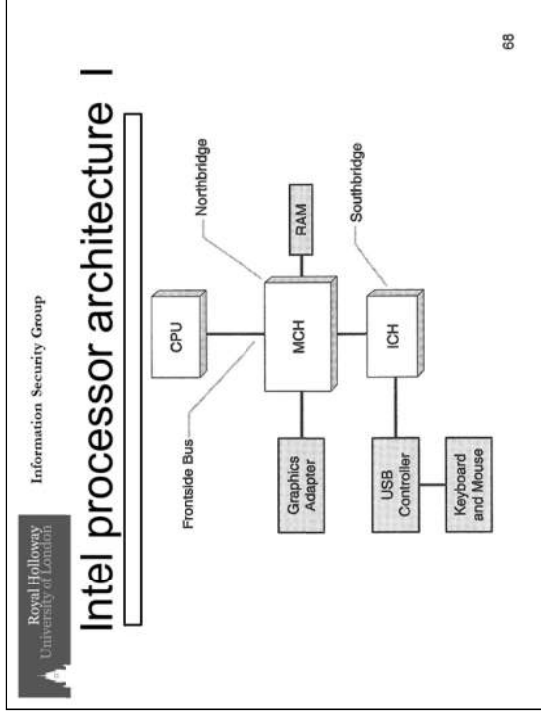 Royal Holloway
University of London
Information Security Group
Intel processor architecture I
CPU
Frontside Bus
Northbridge
Graphics
Adapter
MCH
RAM
Southbridge
USB
Controller
ICH
Keyboard
and Mouse
68